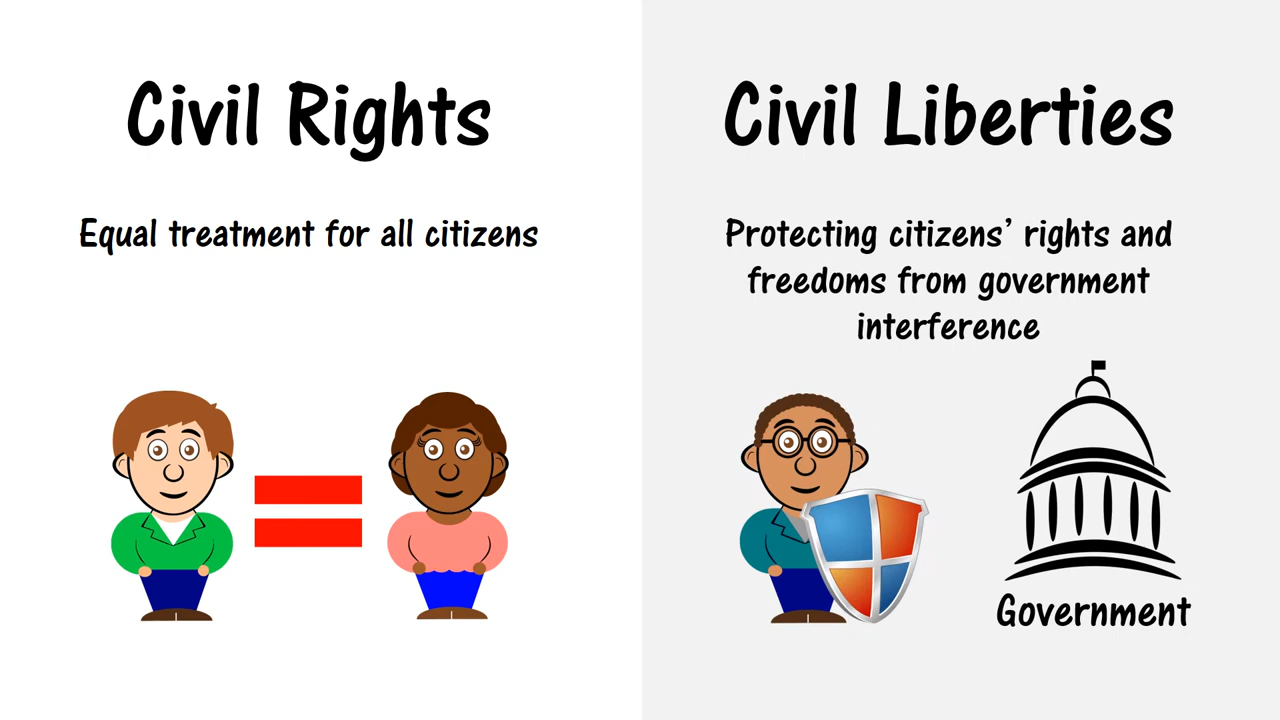 Civil Rights
Equal treatment for all citizens
Civil Liberties
Protecting citizens’ rights and
freedoms from government
interference
Government